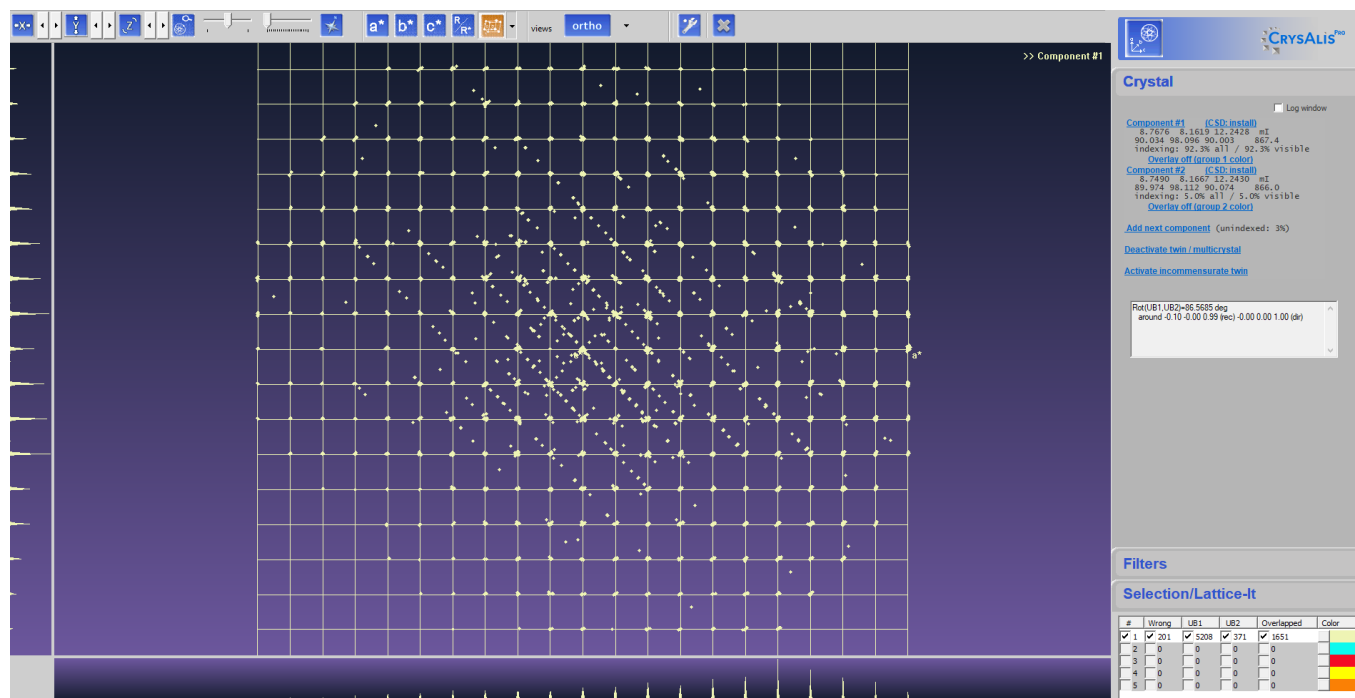 -X- Y Z a* b* c* R/R* views ortho
>> Component #1
a*
CRYSALIS Pro
Crystal
Log window
Component #1 (CSD: install)
8.7676 8.1619 12.2428 mI
90.034 98.096 90.003 867.4
indexing: 92.3% all / 92.3% visible
Overlay off (group 1 color)
Component #2 (CSD: install)
8.7490 8.1667 12.2430 mI
89.974 98.112 90.074 866.0
indexing: 5.0% all / 5.0% visible
Overlay off (group 2 color)
Add next component (unindexed: 3%)
Deactivate twin / multicrystal
Activate incommensurate twin
Rot(UB1,UB2)=86.5685 deg
around -0.10 -0.00 0.99 (rec) -0.00 0.00 1.00 (dir)
Filters
Selection/Lattice-It
# Wrong UB1 UB2 Overlapped Color
1 201 5208 371 1651
2 0 0 0 0
3 0 0 0 0
4 0 0 0 0
5 0 0 0 0